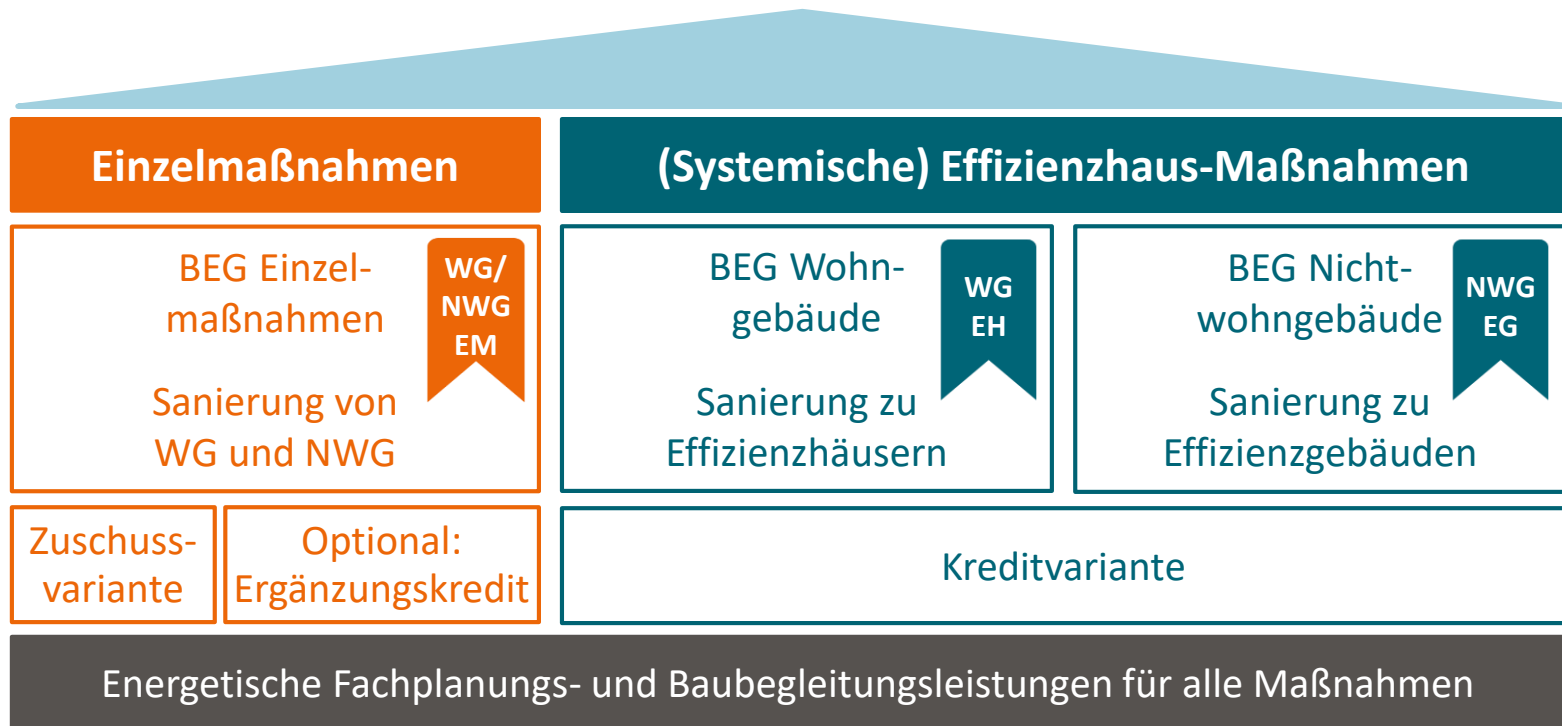 Einzelmaßnahmen
(Systemische) Effizienzhaus-Maßnahmen
BEG Einzel-
maßnahmen
WG/
NWG
EM
Sanierung von
WG und NWG
BEG Wohn-
gebäude
WG
EH
Sanierung zu
Effizienzhäusern
BEG Nicht-
wohngebäude
NWG
EG
Sanierung zu
Effizienzgebäuden
Zuschuss-
variante
Optional:
Ergänzungskredit
Kreditvariante
Energetische Fachplanungs- und Baubegleitungsleistungen für alle Maßnahmen